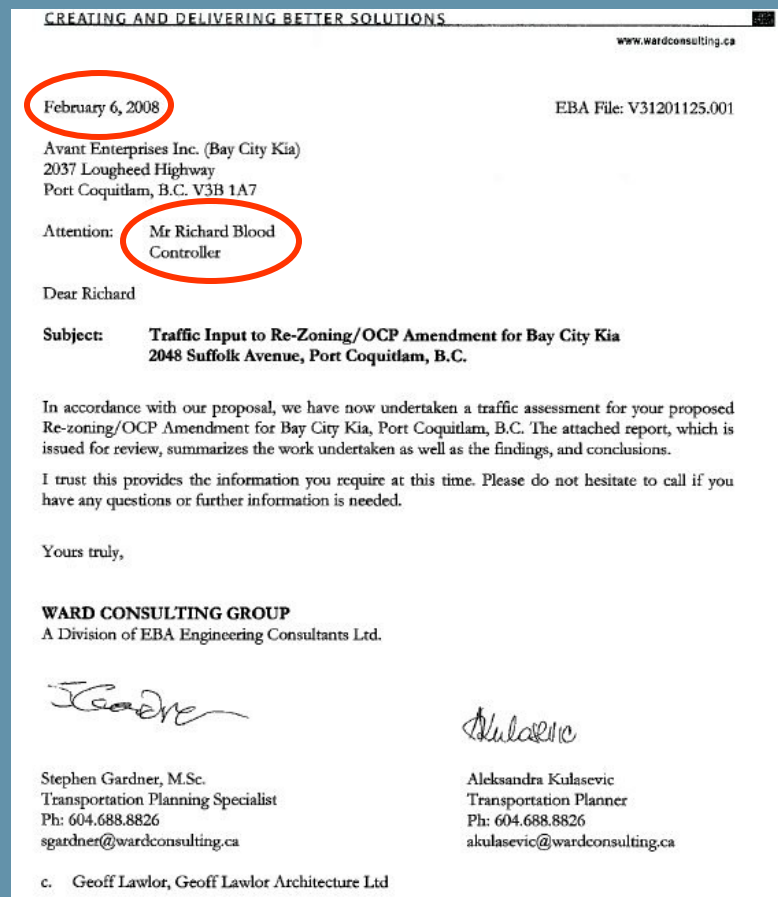 CREATING AND DELIVERING BETTER SOLUTIONS
www.wardconsulting.ca
February 6, 2008
EBA File: V31201125.001
Avant Enterprises Inc. (Bay City Kia)
2037 Lougheed Highway
Port Coquitlam, B.C. V3B 1A7
Attention: Mr Richard Blood
Controller
Dear Richard
Subject: Traffic Input to Re-Zoning/OCP Amendment for Bay City Kia
2048 Suffolk Avenue, Port Coquitlam, B.C.
In accordance with our proposal, we have now undertaken a traffic assessment for your proposed
Re-zoning/OCP Amendment for Bay City Kia, Port Coquitlam, B.C. The attached report, which is
issued for review, summarizes the work undertaken as well as the findings, and conclusions.
I trust this provides the information you require at this time. Please do not hesitate to call if you
have any questions or further information is needed.
Yours truly,
WARD CONSULTING GROUP
A Division of EBA Engineering Consultants Ltd.
Stephen Gardner, M.Sc.
Transportation Planning Specialist
Ph: 604.688.8826
sgardner@wardconsulting.ca
AKulasevic
Aleksandra Kulasevic
Transportation Planner
Ph: 604.688.8826
akulasevic@wardconsulting.ca
c. Geoff Lawlor, Geoff Lawlor Architecture Ltd